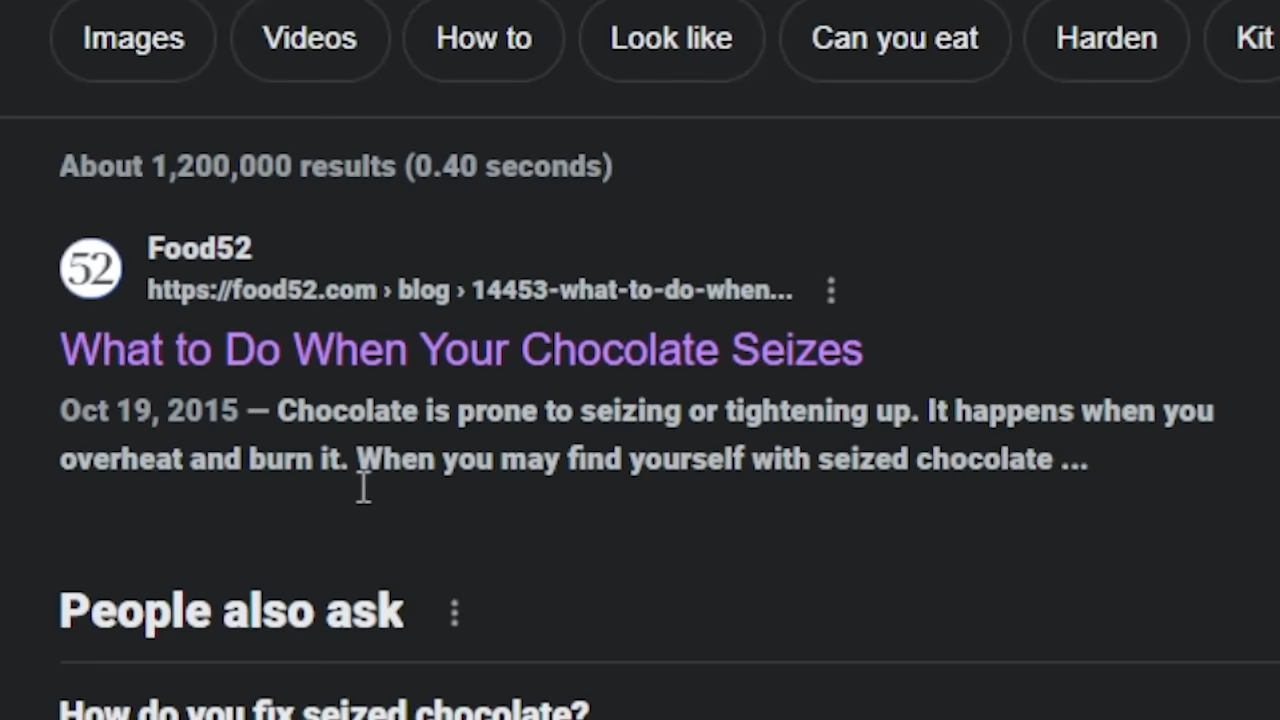 Images Videos How to Look like Can you eat Harden Kit
About 1,200,000 results (0.40 seconds)
52
Food52
https://food52.com › blog › 14453-what-to-do-when...
What to Do When Your Chocolate Seizes
Oct 19, 2015 — Chocolate is prone to seizing or tightening up. It happens when you
overheat and burn it. When you may find yourself with seized chocolate ...
People also ask
How do you fix seized chocolate?